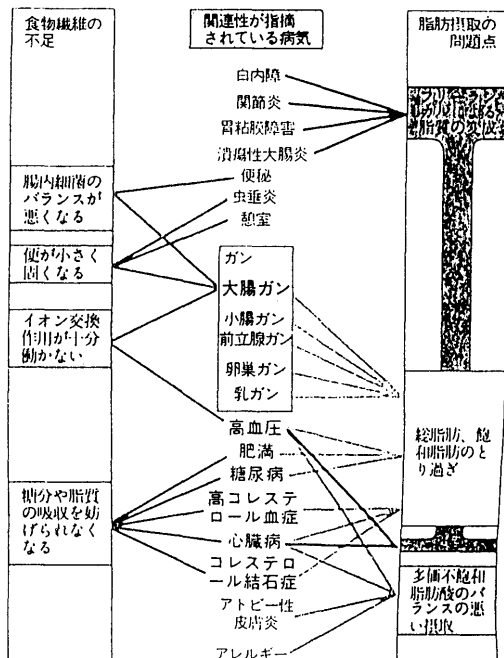 食物繊維の
不足
関連性が指摘
されている病気
脂肪摂取の
問題点
白内障
関節炎
胃粘膜障害
潰瘍性大腸炎
便秘
虫垂炎
憩室
腸内細菌の
バランスが
悪くなる
便が小さく
固くなる
イオン交換
作用が十分
働かない
糖分や脂質
の吸収を妨
げられなく
なる
ガン
大腸ガン
小腸ガン
前立腺ガン
卵巣ガン
乳ガン
高血圧
肥満
糖尿病
高コレステ
ロール血症
心臓病
コレステロ
ール結石症
アトピー性
皮膚炎
アレルギー
脂質の
総脂肪、飽
和脂肪のと
り過ぎ
多価不飽和
脂肪酸のバ
ランスの悪
い摂取